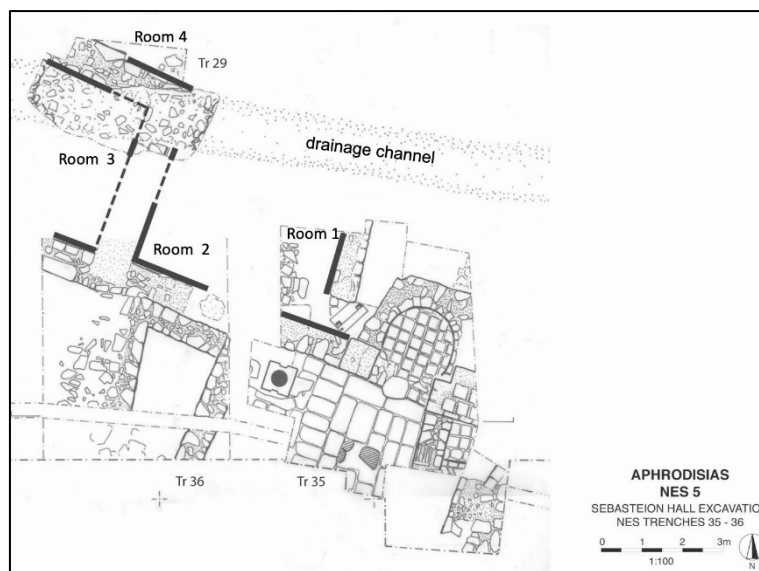 Room 4
Tr 29
drainage channel
Room 3
Room 1
Room 2
Tr 36
Tr 35
APHRODISIAS
NES 5
SEBASTEION HALL EXCAVATIO
NES TRENCHES 35 - 36
0 1 2 3m
1:100
N